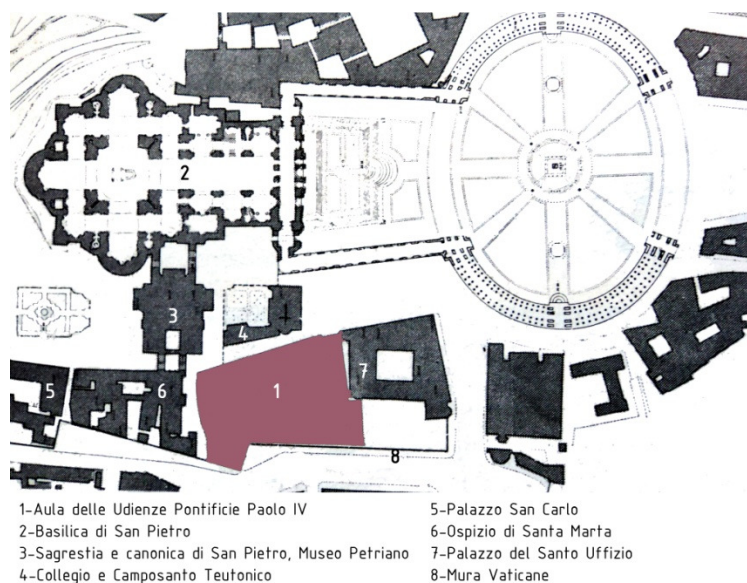 2
3
4
5
6
1
7
8
1-Aula delle Udienze Pontificie Paolo IV
2-Basilica di San Pietro
3-Sagrestia e canonica di San Pietro, Museo Petriano
4-Collegio e Camposanto Teutonico
5-Palazzo San Carlo
6-Ospizio di Santa Marta
7-Palazzo del Santo Uffizio
8-Mura Vaticane